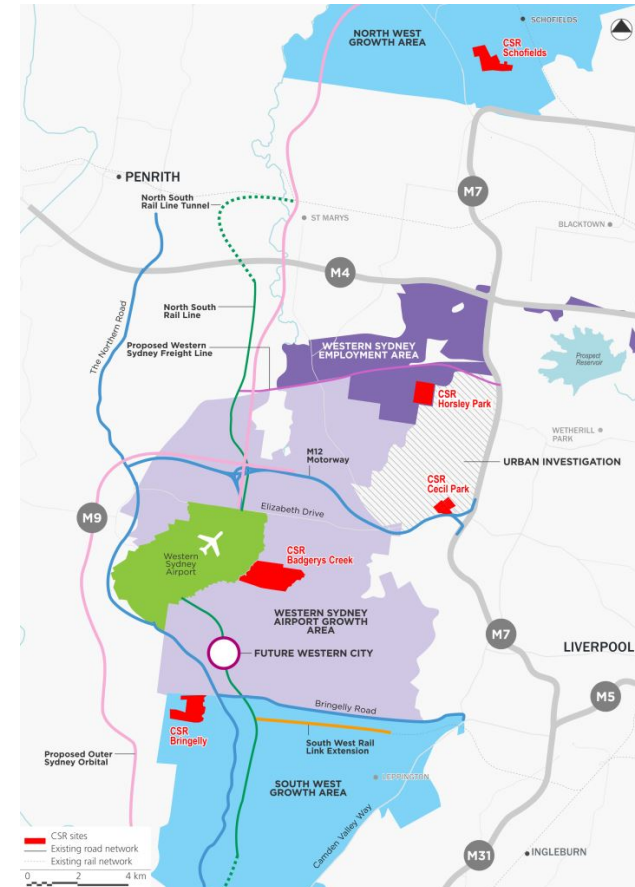 SCHOFIELDS
NORTH WEST
GROWTH AREA
CSR
Schofields
PENRITH
North South
Rail Line Tunnel
ST MARYS
M7
BLACKTOWN
M4
The Northern Road
North South
Rail Line
Proposed Western
Sydney Freight Line
WESTERN SYDNEY
EMPLOYMENT AREA
Prospect
Reservoir
CSR
Horsley Park
WETHERILL
PARK
M12
Motorway
URBAN INVESTIGATION
CSR
Cecil Park
M9
Elizabeth Drive
Western
Sydney
Airport
CSR
Badgerys Creek
WESTERN SYDNEY
AIRPORT GROWTH
AREA
M7
LIVERPOOL
FUTURE WESTERN CITY
M5
Bringelly Road
CSR
Bringelly
South West Rail
Link Extension
Proposed Outer
Sydney Orbital
LEPPINGTON
SOUTH WEST
GROWTH AREA
Camden Valley Way
CSR sites
Existing road network
Existing rail network
0 2 4 km
M31
INGLEBURN